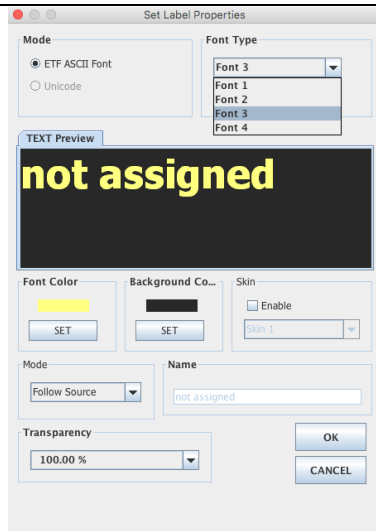 Set Label Properties
Mode
Font Type
ETF ASCII Font
Unicode
Font 3
Font 1
Font 2
Font 3
Font 4
TEXT Preview
not assigned
Font Color
Background Co...
Skin
SET
SET
Enable
Skin 1
Mode
Name
Follow Source
not assigned
Transparency
100.00 %
OK
CANCEL